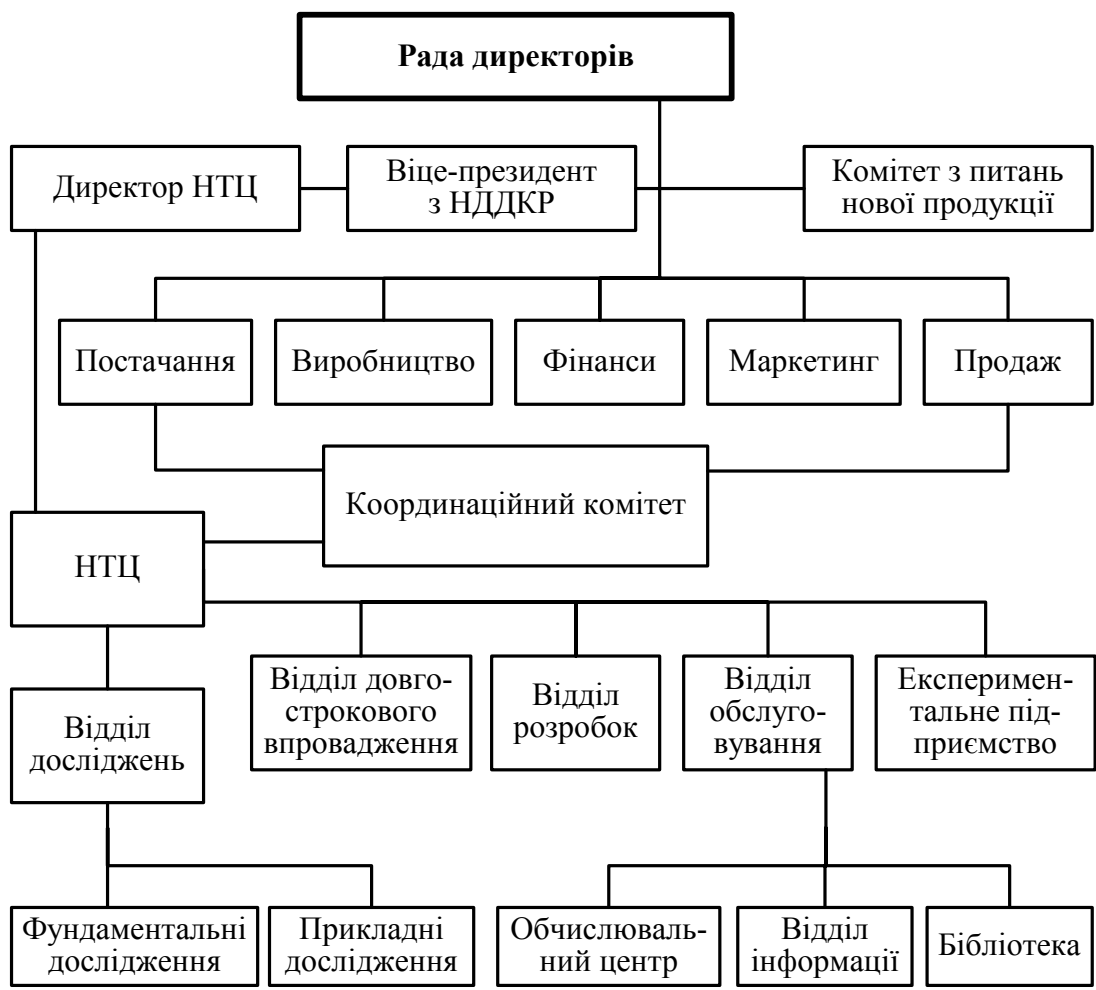 Рада директорів
Директор НТЦ
Віце-президент
з НДДКР
Комітет з питань
нової продукції
Постачання
Виробництво
Фінанси
Маркетинг
Продаж
Координаційний комітет
НТЦ
Відділ
досліджень
Відділ довго-
строкового
впровадження
Відділ
розробок
Відділ
обслуго-
вування
Експеримен-
тальне під-
приємство
Фундаментальні
дослідження
Прикладні
дослідження
Обчислюваль-
ний центр
Відділ
інформації
Бібліотека